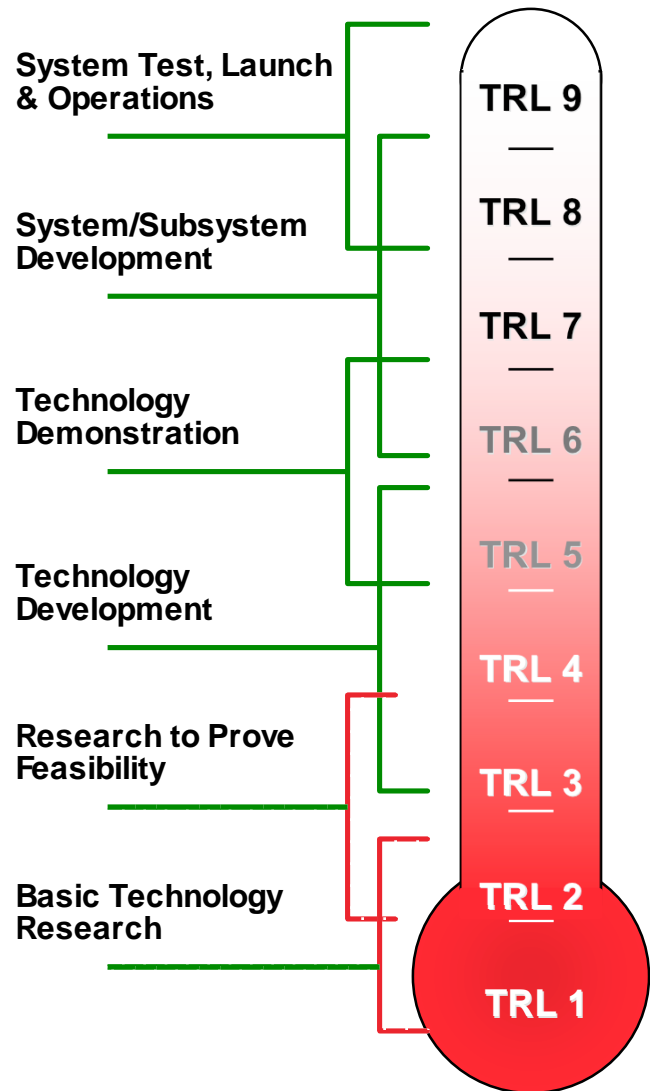 System Test, Launch
& Operations
System/Subsystem
Development
Technology
Demonstration
Technology
Development
Research to Prove
Feasibility
Basic Technology
Research
TRL 9
TRL 8
TRL 7
TRL 6
TRL 5
TRL 4
TRL 3
TRL 2
TRL 1